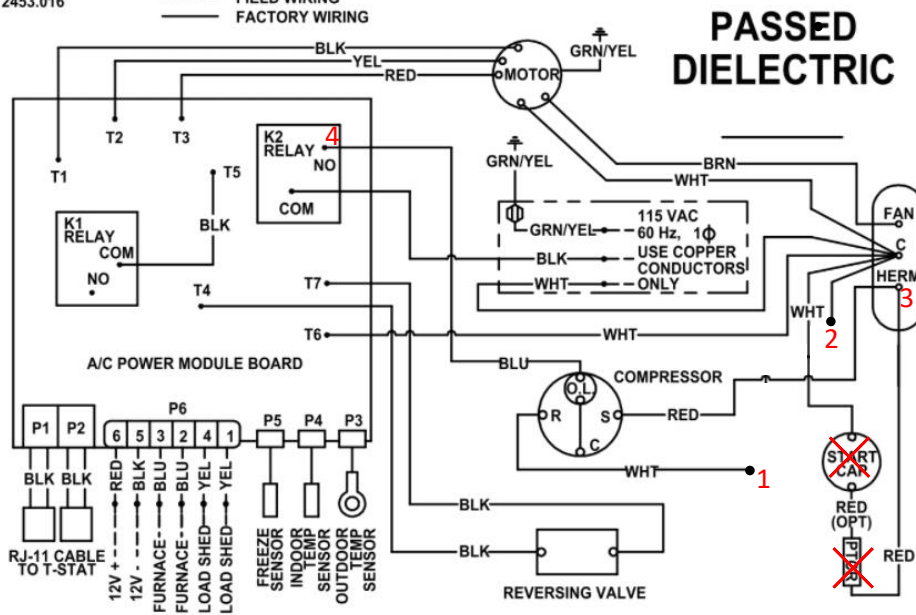 2453.016
FIELD WIRING
FACTORY WIRING
PASSED
DIELECTRIC
BLK
YEL
RED
MOTOR
GRN/YEL
T1
T2
T3
K2
RELAY
4
NO
COM
T5
BLK
K1
RELAY
COM
NO
T4
T7
T6
A/C POWER MODULE BOARD
GRN/YEL
BRN
WHT
GRN/YEL
115 VAC
60 Hz, 1ϕ
BLK
USE COPPER
CONDUCTORS
WHT
ONLY
FAN
C
HERM
3
WHT
2
WHT
BLU
O.L.
COMPRESSOR
R
S
C
RED
WHT
1
START
CAP
RED
(OPT)
PTCR
RED
BLK
BLK
REVERSING VALVE
P1
P2
P6
6
5
3
2
4
1
P5
P4
P3
BLK
BLK
BLK
BLK
RJ-11 CABLE
TO T-STAT
12V + RED
12V - BLK
FURNACE BLU
FURNACE BLU
LOAD SHED YEL
LOAD SHED YEL
FREEZE
SENSOR
INDOOR
TEMP
SENSOR
OUTDOOR
TEMP
SENSOR